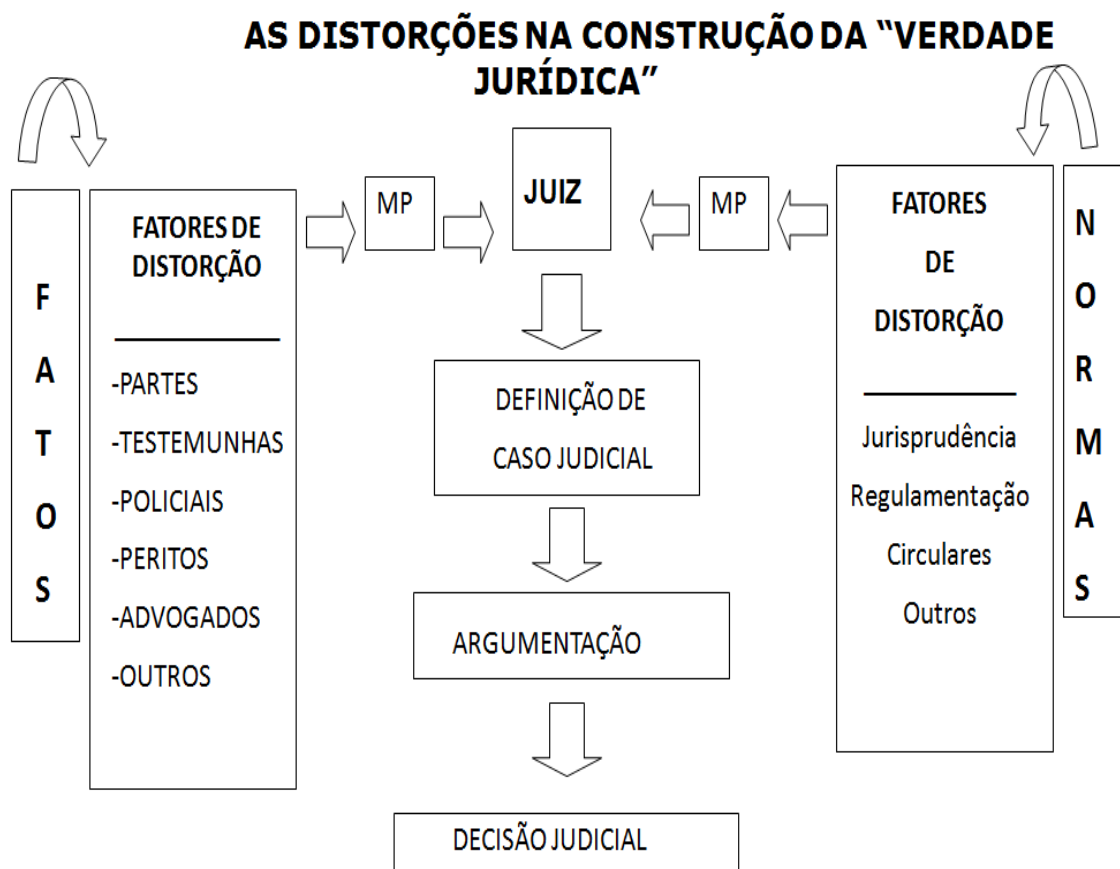 AS DISTORÇÕES NA CONSTRUÇÃO DA “VERDADE
JURÍDICA”
F
A
T
O
S
FATORES DE
DISTORÇÃO
-PARTES
-TESTEMUNHAS
-POLICIAIS
-PERITOS
-ADVOGADOS
-OUTROS
MP
JUIZ
MP
DEFINIÇÃO DE
CASO JUDICIAL
ARGUMENTAÇÃO
DECISÃO JUDICIAL
FATORES
DE
DISTORÇÃO
Jurisprudência
Regulamentação
Circulares
Outros
N
O
R
M
A
S